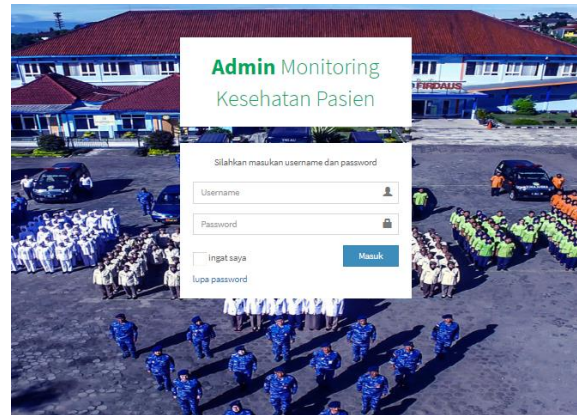 Admin Monitoring
Kesehatan Pasien
FIRDAUS
Silahkan masukan username dan password
Username
Password
ingat saya
Masuk
lupa password